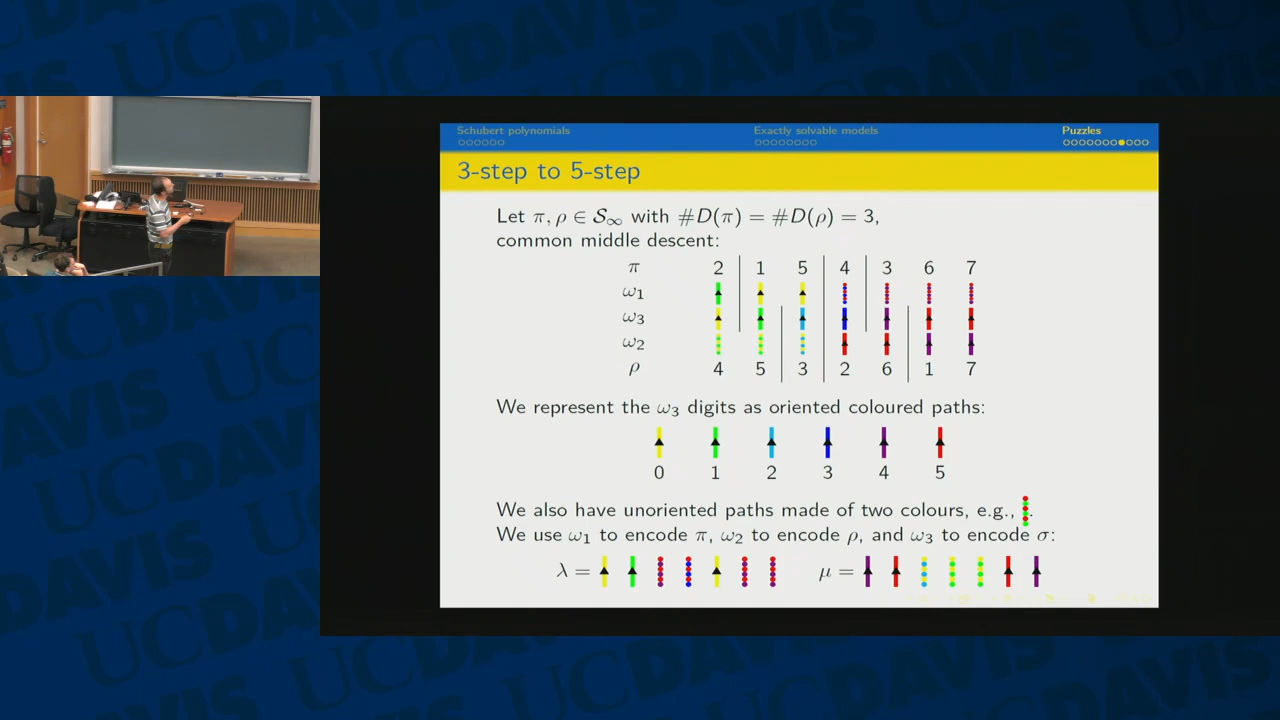 UCDAVIS
Schubert polynomials
Exactly solvable models
Puzzles
3-step to 5-step
Let π, ρ ∈ S∞ with #D(π) = #D(ρ) = 3,
common middle descent:
π 2 1 5 4 3 6 7
ω₁
ω₃
ω₂
ρ 4 5 3 2 6 1 7
We represent the ω₃ digits as oriented coloured paths:
0 1 2 3 4 5
We also have unoriented paths made of two colours, e.g., .
We use ω₁ to encode π, ω₂ to encode ρ, and ω₃ to encode σ:
λ = μ =